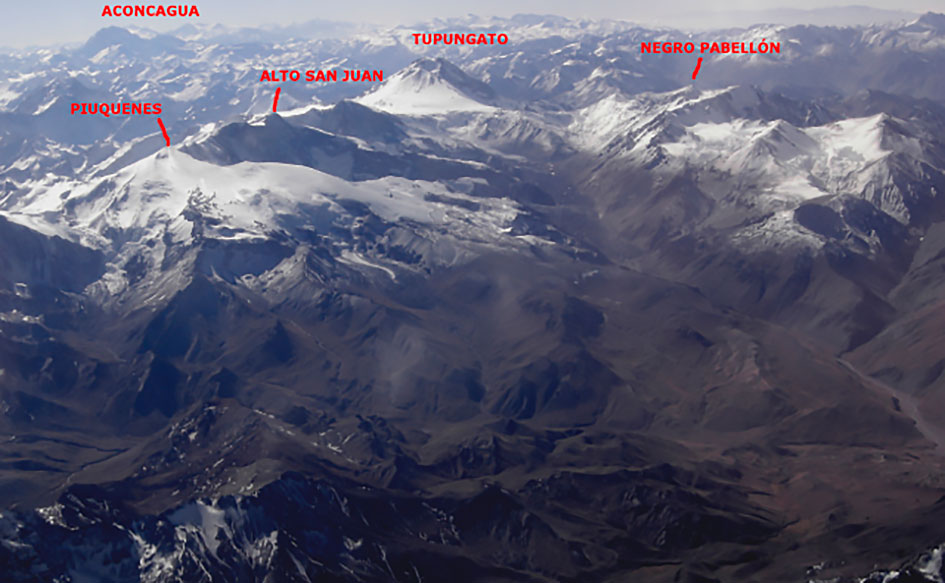 ACONCAGUA
TUPUNGATO
NEGRO PABELLÓN
ALTO SAN JUAN
PIUQUENES